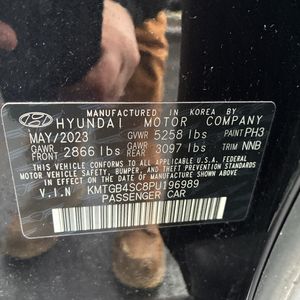 MANUFACTURED IN KOREA BY
HYUNDAI MOTOR COMPANY
MAY/2023 GVWR 5258 lbs PAINT PH3
GAWR FRONT 2866 lbs GAWR REAR 3097 lbs TRIM NNB
THIS VEHICLE CONFORMS TO ALL APPLICABLE FEDERAL
MOTOR VEHICLE SAFETY, BUMPER, AND THEFT PREVENTION STANDARDS
IN EFFECT ON THE DATE OF MANUFACTURE SHOWN ABOVE.
V.I.N KMTGB4SC8PU196989
PASSENGER CAR